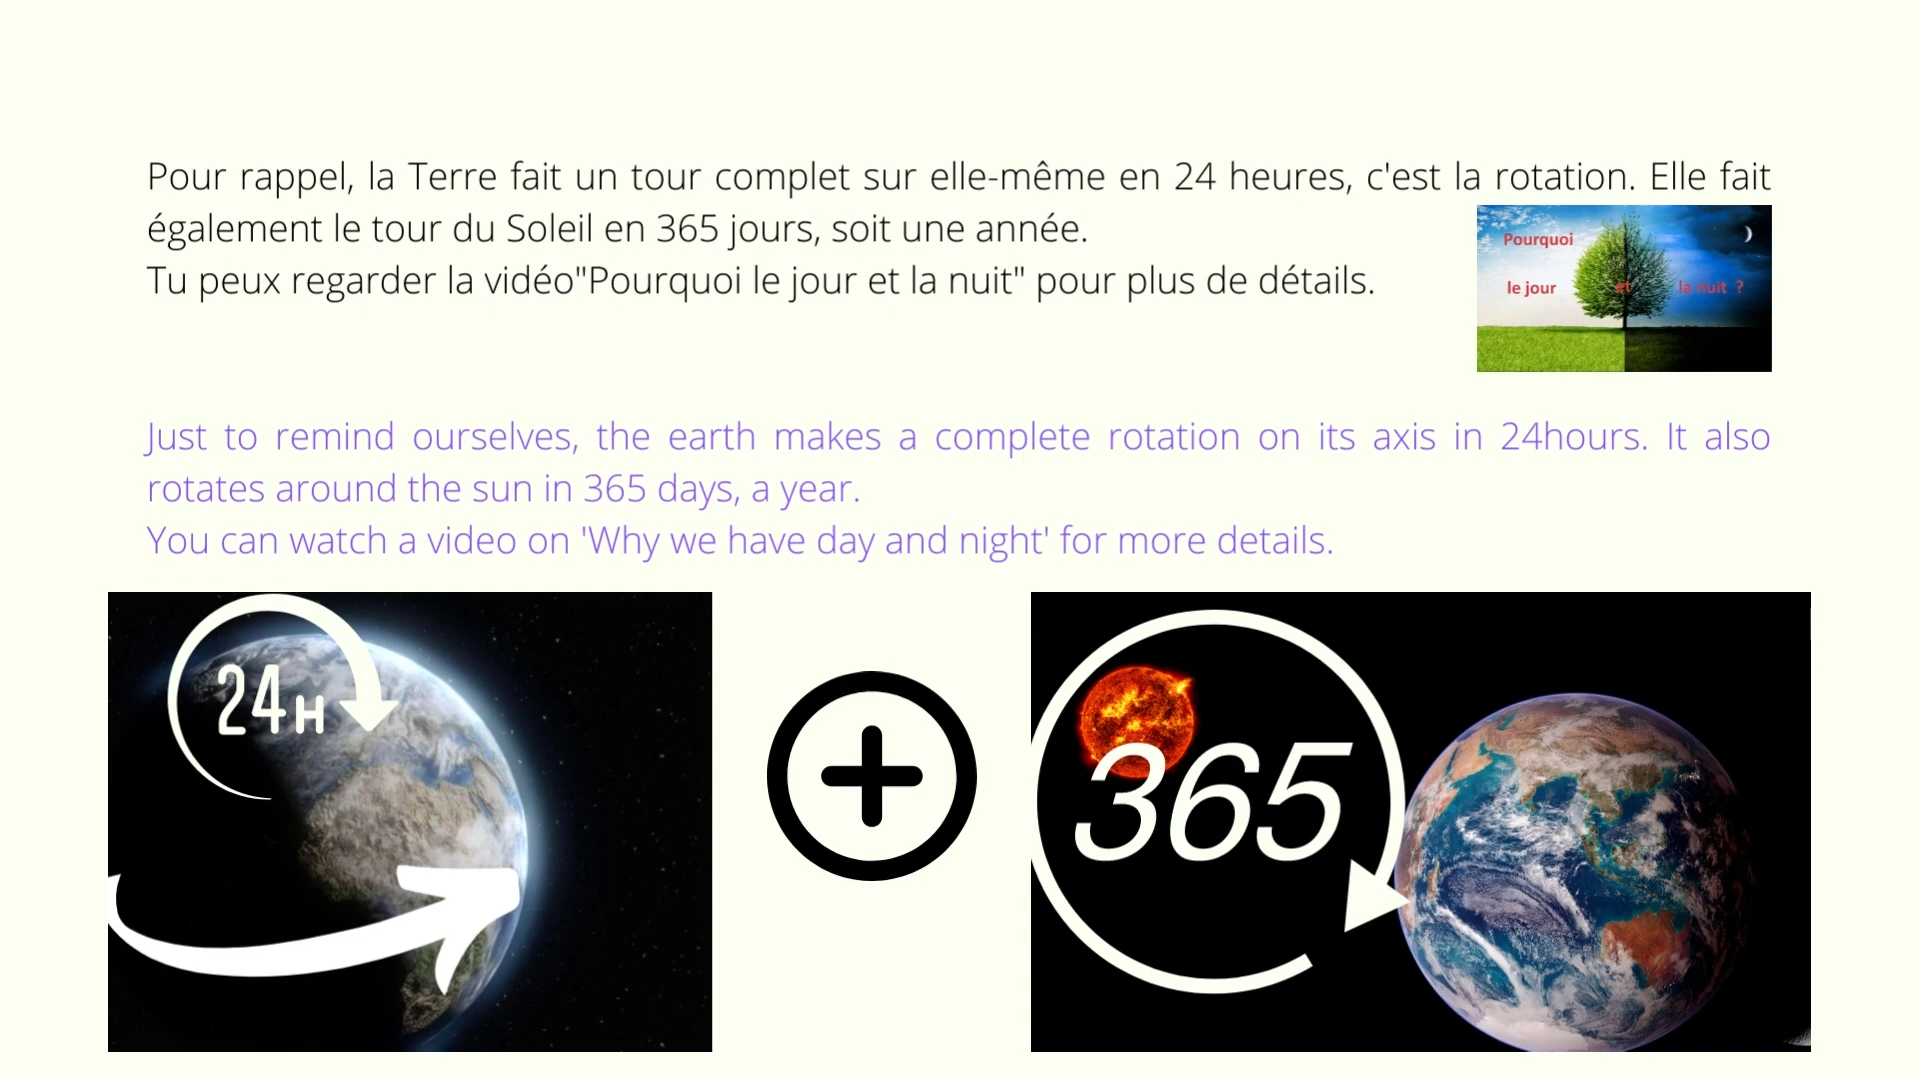 Pour rappel, la Terre fait un tour complet sur elle-même en 24 heures, c'est la rotation. Elle fait
également le tour du Soleil en 365 jours, soit une année.
Tu peux regarder la vidéo"Pourquoi le jour et la nuit" pour plus de détails.
Pourquoi
le jour et la nuit ?
Just to remind ourselves, the earth makes a complete rotation on its axis in 24hours. It also
rotates around the sun in 365 days, a year.
You can watch a video on 'Why we have day and night' for more details.
24H
365